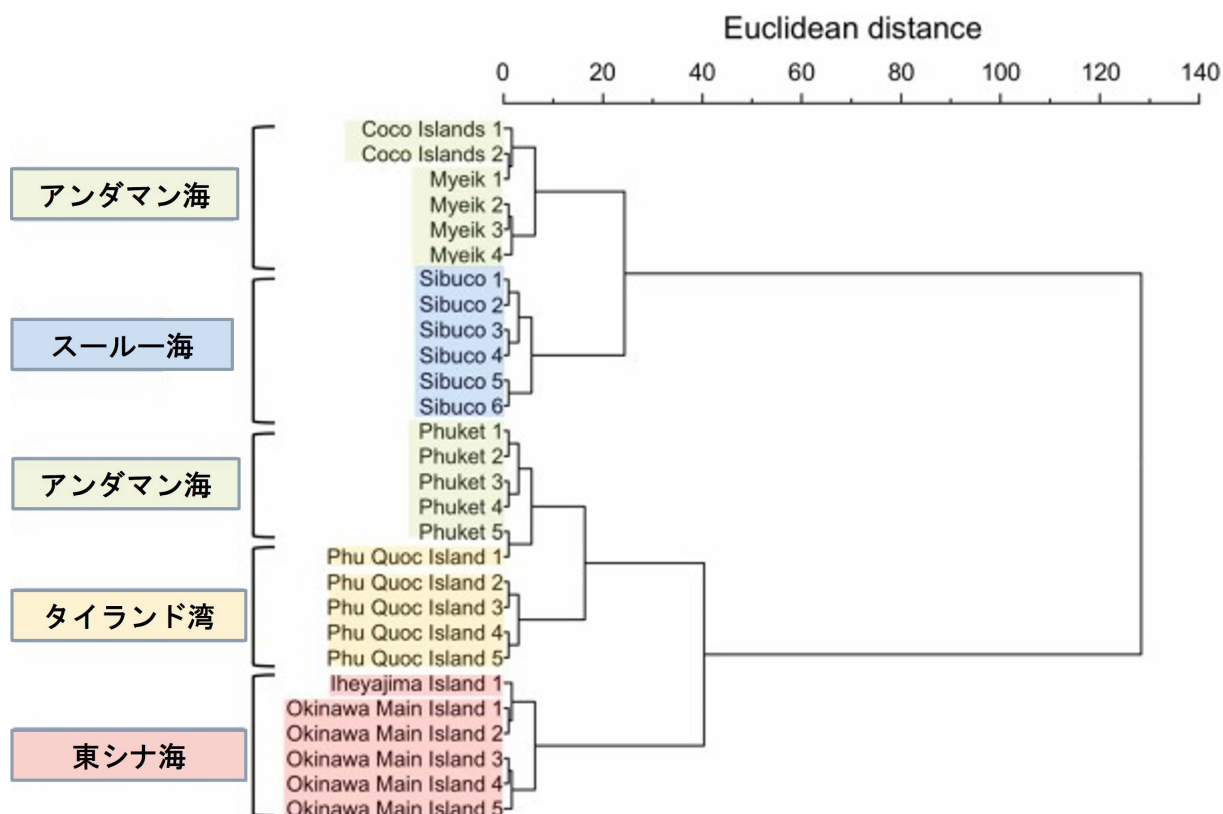 Euclidean distance
0 20 40 60 80 100 120 140
Coco Islands 1
Coco Islands 2
Myeik 1
アンダマン海
Myeik 2
Myeik 3
Myeik 4
Sibuco 1
Sibuco 2
Sibuco 3
スールー海
Sibuco 4
Sibuco 5
Sibuco 6
Phuket 1
Phuket 2
Phuket 3
アンダマン海
Phuket 4
Phuket 5
Phu Quoc Island 1
Phu Quoc Island 2
Phu Quoc Island 3
タイランド湾
Phu Quoc Island 4
Phu Quoc Island 5
Iheyajima Island 1
Okinawa Main Island 1
Okinawa Main Island 2
東シナ海
Okinawa Main Island 3
Okinawa Main Island 4
Okinawa Main Island 5